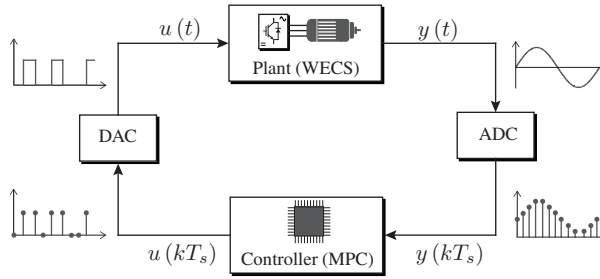 u (t)
y (t)
Plant (WECS)
DAC
ADC
u (kTₛ)
Controller (MPC)
y (kTₛ)